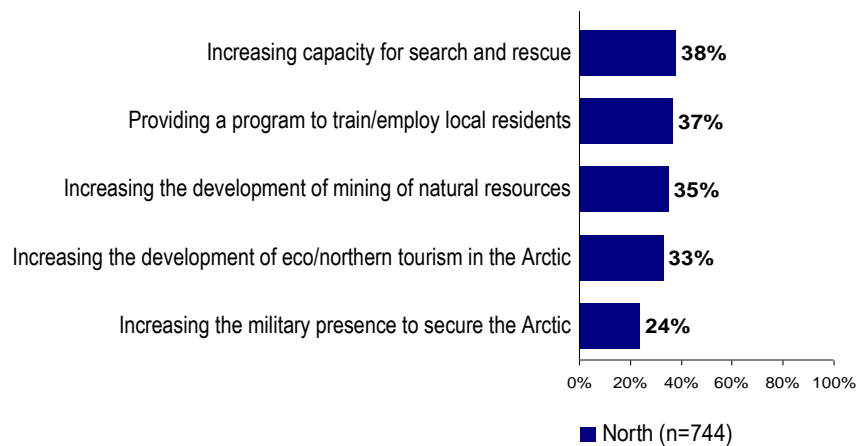 Increasing capacity for search and rescue 38%
Providing a program to train/employ local residents 37%
Increasing the development of mining of natural resources 35%
Increasing the development of eco/northern tourism in the Arctic 33%
Increasing the military presence to secure the Arctic 24%
0% 20% 40% 60% 80% 100%
North (n=744)